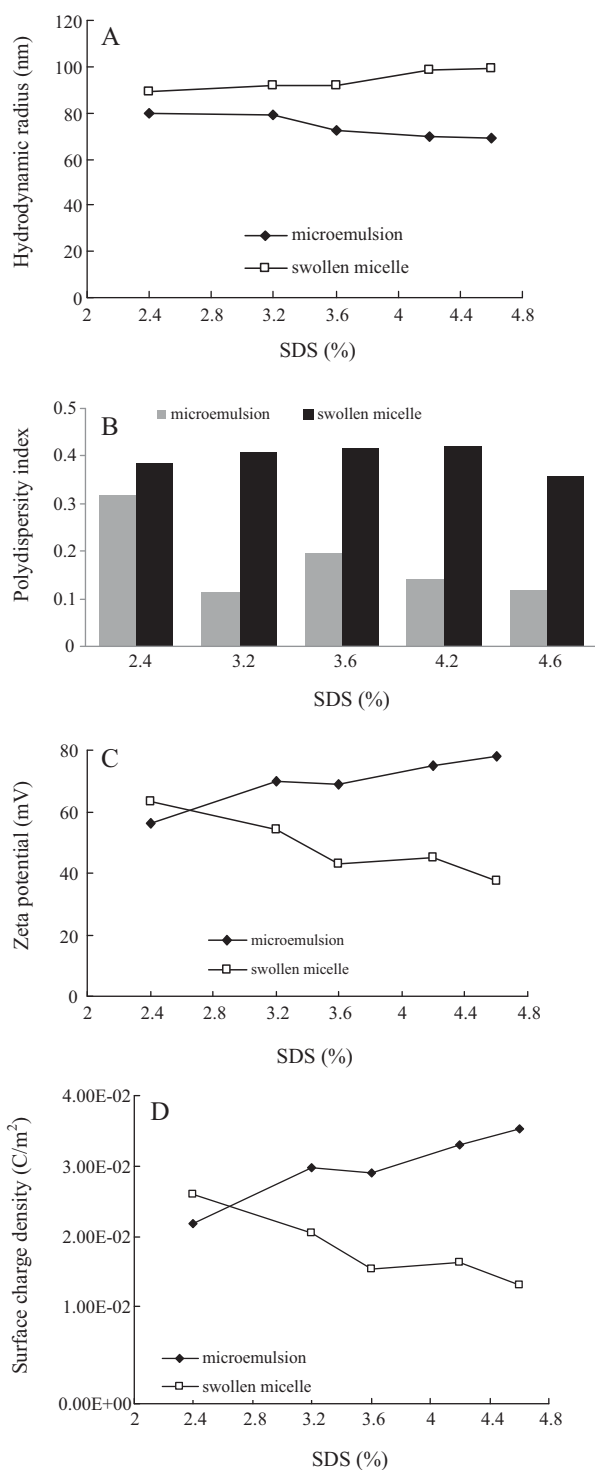 A
Hydrodynamic radius (nm)
120
100
80
60
40
20
0
microemulsion
swollen micelle
2 2.4 2.8 3.2 3.6 4 4.4 4.8
SDS (%)
B
Polydispersity index
0.5
0.4
0.3
0.2
0.1
0
microemulsion swollen micelle
2.4 3.2 3.6 4.2 4.6
SDS (%)
C
Zeta potential (mV)
80
60
40
20
0
microemulsion
swollen micelle
2 2.4 2.8 3.2 3.6 4 4.4 4.8
SDS (%)
D
Surface charge density (C/m²)
4.00E-02
3.00E-02
2.00E-02
1.00E-02
0.00E+00
microemulsion
swollen micelle
2 2.4 2.8 3.2 3.6 4 4.4 4.8
SDS (%)